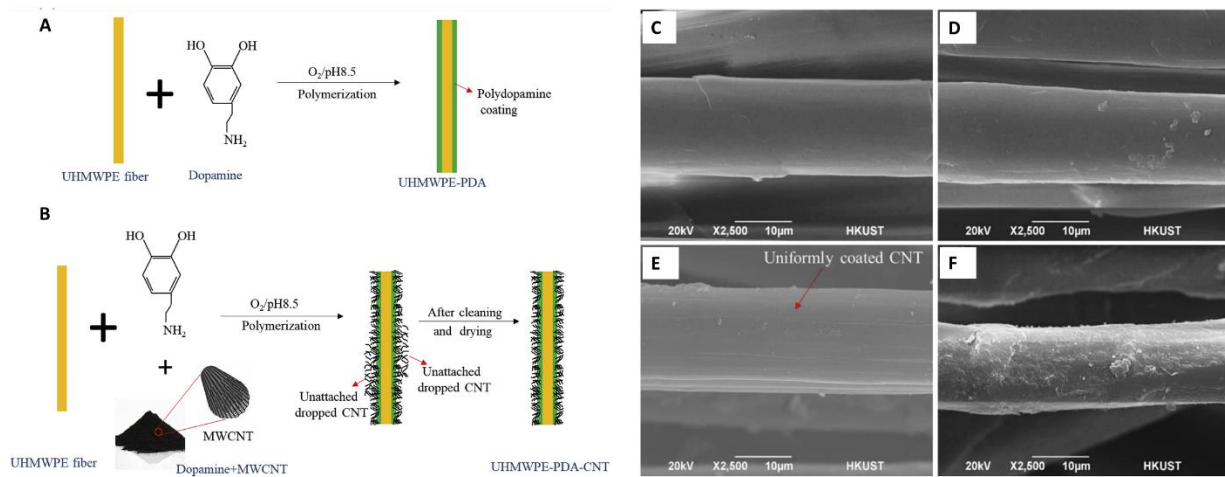 A
HO
OH
NH2
O2/pH8.5
Polymerization
Polydopamine
coating
UHMWPE fiber
Dopamine
UHMWPE-PDA
B
HO
OH
NH2
O2/pH8.5
Polymerization
After cleaning
and drying
Unattached
dropped CNT
Unattached
dropped CNT
MWCNT
UHMWPE fiber
Dopamine+MWCNT
UHMWPE-PDA-CNT
C
20kV X2,500 10µm HKUST
D
20kV X2,500 10µm HKUST
E
Uniformly coated CNT
20kV X2,500 10µm HKUST
F
20kV X2,500 10µm HKUST